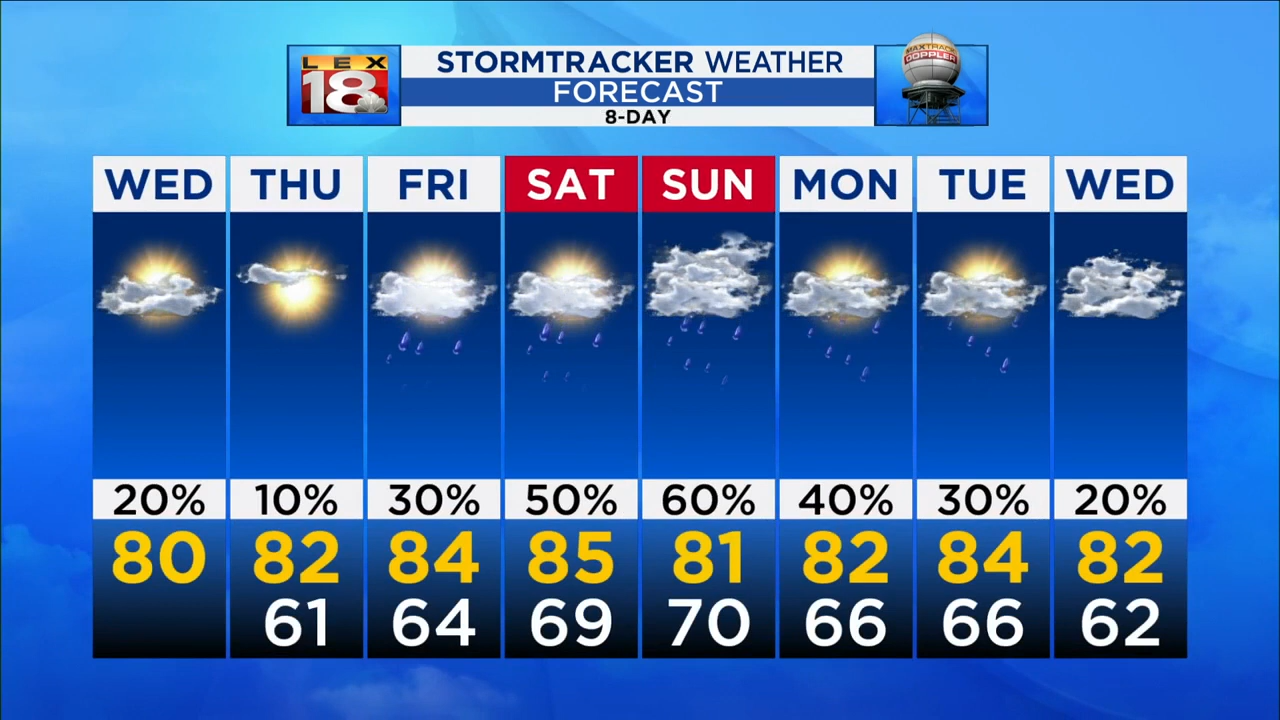 LEX
18
STORMTRACKER WEATHER
FORECAST
8-DAY
MAXTRACK
DOPPLER
WED THU FRI SAT SUN MON TUE WED
20% 10% 30% 50% 60% 40% 30% 20%
80 82 84 85 81 82 84 82
61 64 69 70 66 66 62